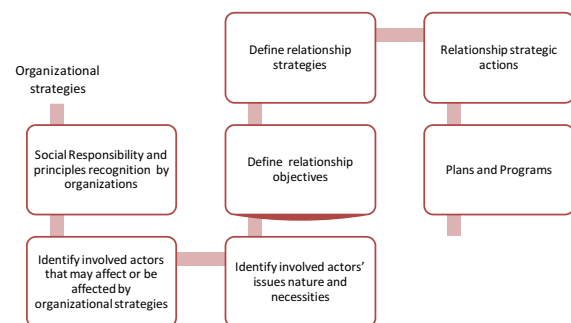 Organizational
strategies
Social Responsibility and
principles recognition by
organizations
Identify involved actors
that may affect or be
affected by
organizational strategies
Identify involved actors'
issues nature and
necessities
Define relationship
objectives
Define relationship
strategies
Relationship strategic
actions
Plans and Programs